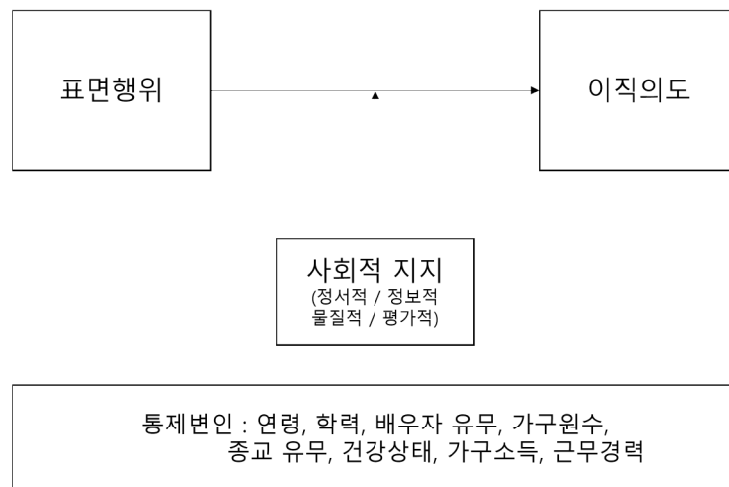 표면행위
이직의도
사회적 지지
(정서적 / 정보적
물질적 / 평가적)
통제변인 : 연령, 학력, 배우자 유무, 가구원수,
종교 유무, 건강상태, 가구소득, 근무경력